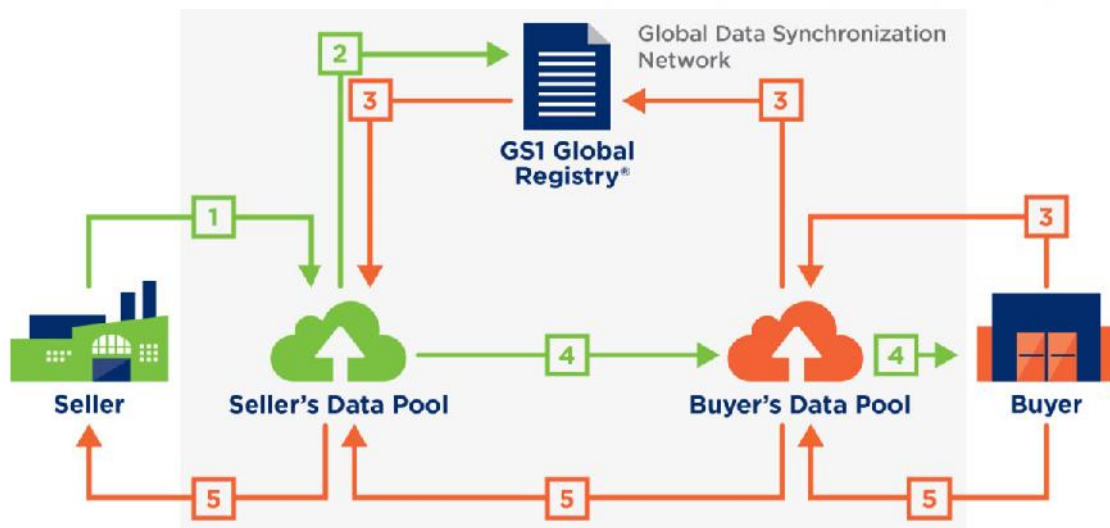 2
Global Data Synchronization
Network
3
3
GS1 Global
Registry®
1
3
4
4
Seller
Seller's Data Pool
Buyer's Data Pool
Buyer
5
5
5